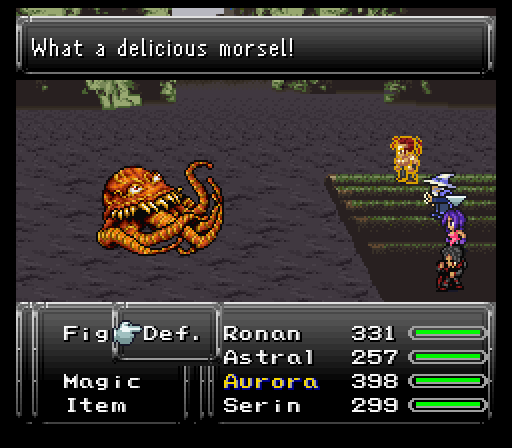 What a delicious morsel!
Fig Def. Ronan 331
Astral 257
Magic Aurora 398
Item Serin 299